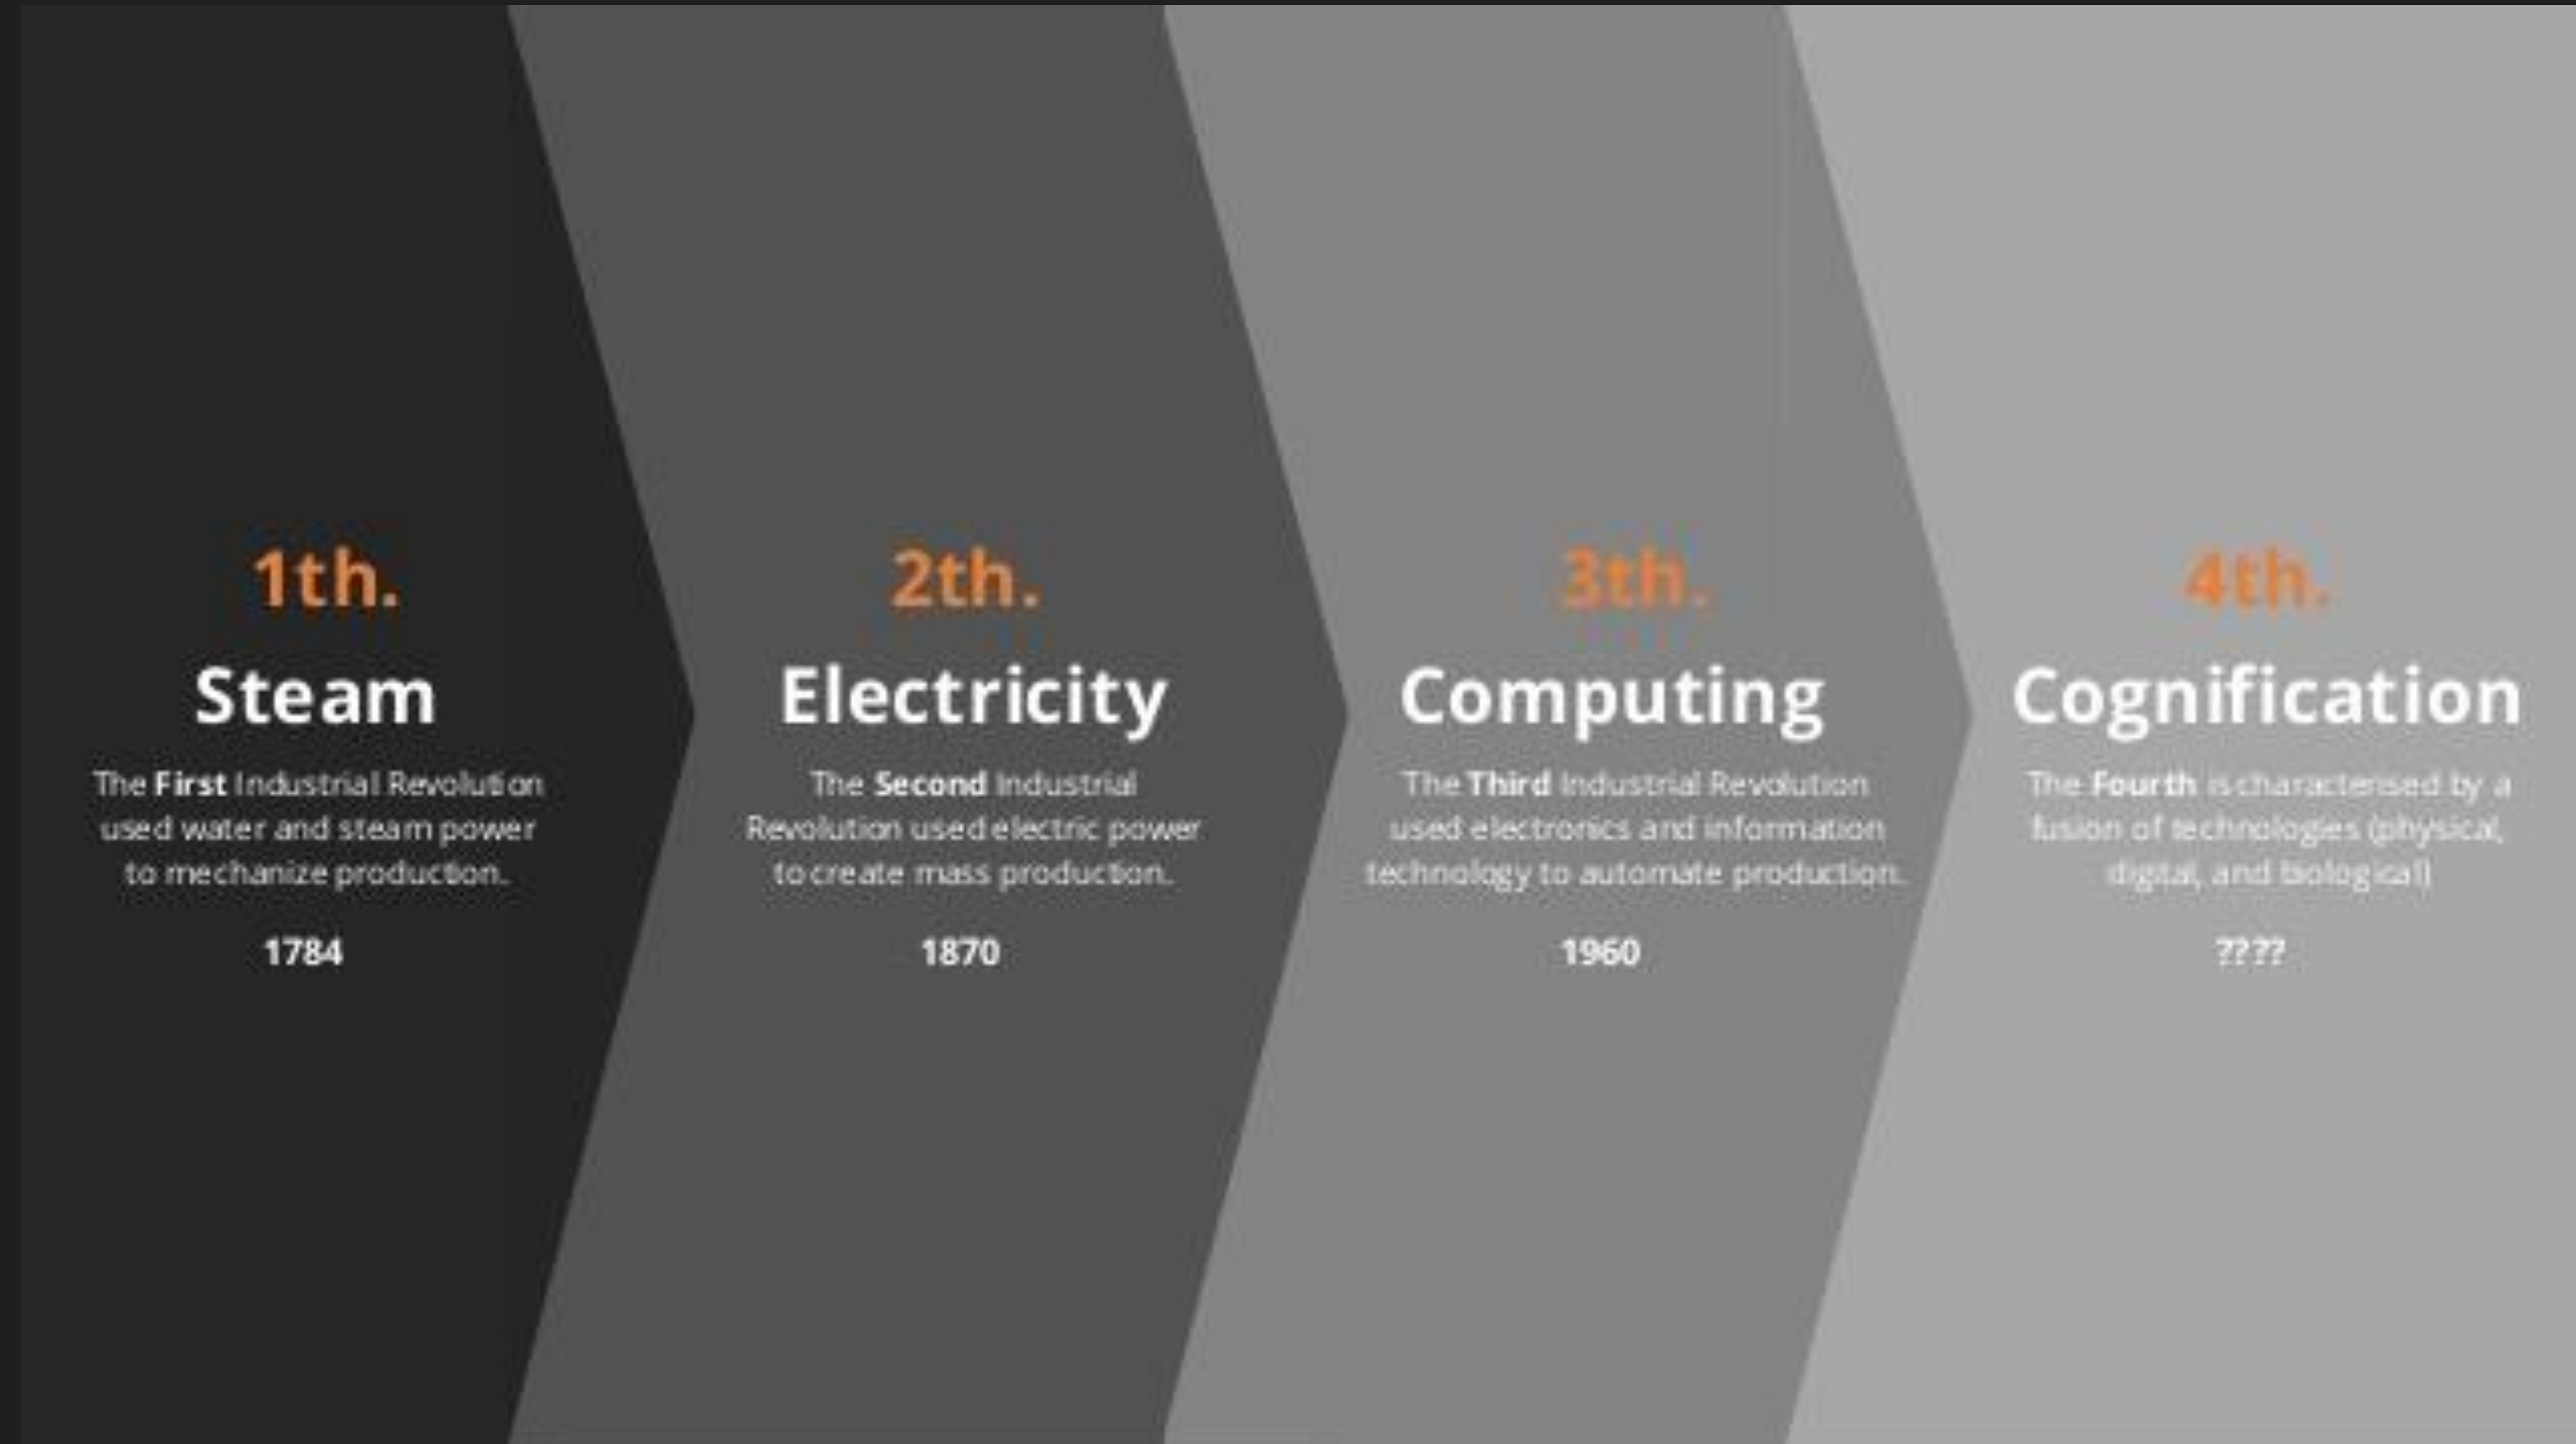 1th.
Steam
The First Industrial Revolution
used water and steam power
to mechanize production.
1784
2th.
Electricity
The Second Industrial
Revolution used electric power
to create mass production.
1870
3th.
Computing
The Third Industrial Revolution
used electronics and information
technology to automate production.
1960
4th.
Cognification
The Fourth is characterised by a
fusion of technologies (physical,
digital, and biological)
????